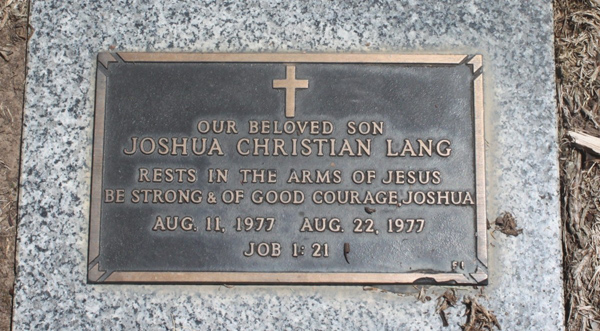 OUR BELOVED SON
JOSHUA CHRISTIAN LANG
RESTS IN THE ARMS OF JESUS
BE STRONG & OF GOOD COURAGE, JOSHUA
AUG. 11, 1977 AUG. 22, 1977
JOB 1: 21